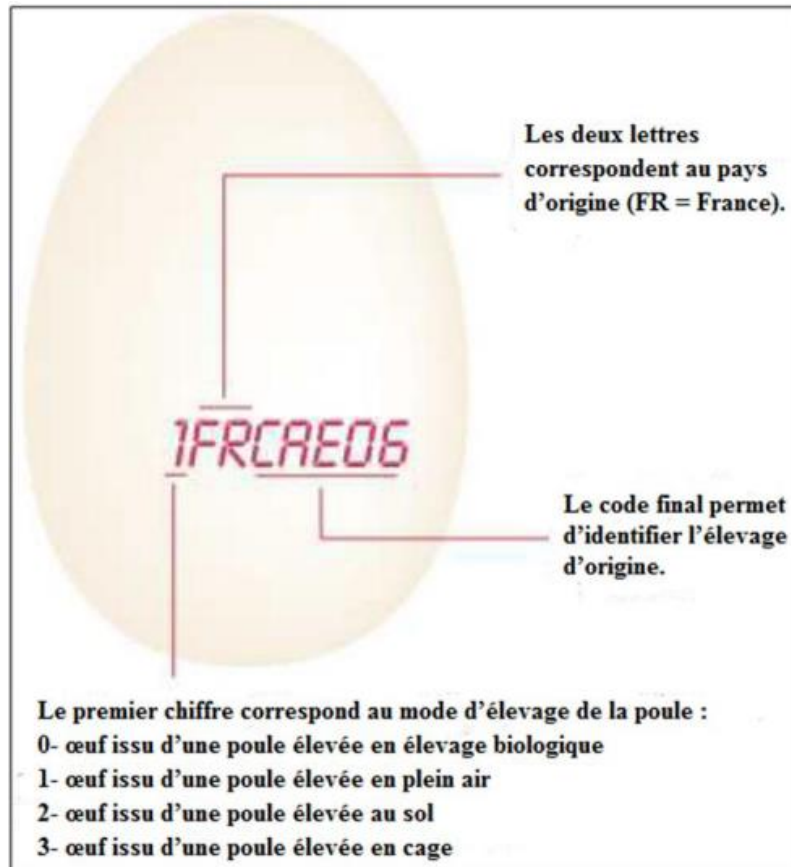 Les deux lettres
correspondent au pays
d'origine (FR = France).
1FRCAE06
Le code final permet
d'identifier l'élevage
d'origine.
Le premier chiffre correspond au mode d'élevage de la poule :
0- œuf issu d'une poule élevée en élevage biologique
1- œuf issu d'une poule élevée en plein air
2- œuf issu d'une poule élevée au sol
3- œuf issu d'une poule élevée en cage